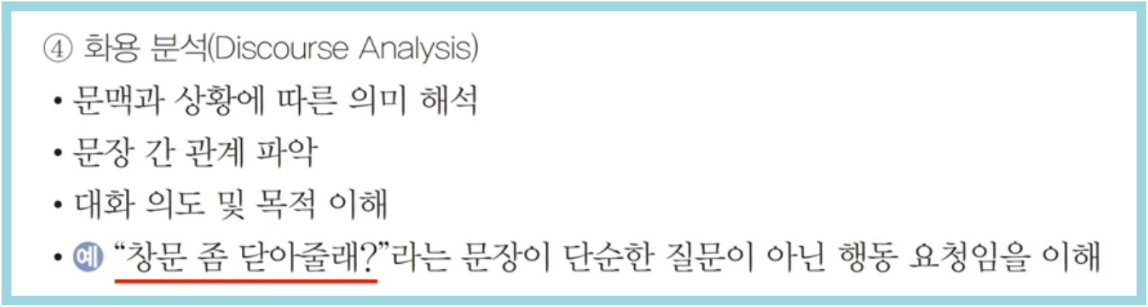 ④ 화용 분석(Discourse Analysis)
• 문맥과 상황에 따른 의미 해석
• 문장 간 관계 파악
• 대화 의도 및 목적 이해
• 예 “창문 좀 닫아줄래?”라는 문장이 단순한 질문이 아닌 행동 요청임을 이해